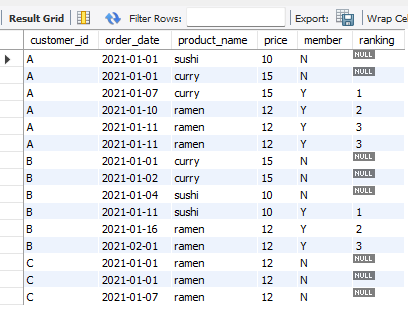 Result Grid Filter Rows: Export: Wrap Cel
customer_id order_date product_name price member ranking
A 2021-01-01 sushi 10 N NULL
A 2021-01-01 curry 15 N NULL
A 2021-01-07 curry 15 Y 1
A 2021-01-10 ramen 12 Y 2
A 2021-01-11 ramen 12 Y 3
A 2021-01-11 ramen 12 Y 3
B 2021-01-01 curry 15 N NULL
B 2021-01-02 curry 15 N NULL
B 2021-01-04 sushi 10 N NULL
B 2021-01-11 sushi 10 Y 1
B 2021-01-16 ramen 12 Y 2
B 2021-02-01 ramen 12 Y 3
C 2021-01-01 ramen 12 N NULL
C 2021-01-01 ramen 12 N NULL
C 2021-01-07 ramen 12 N NULL